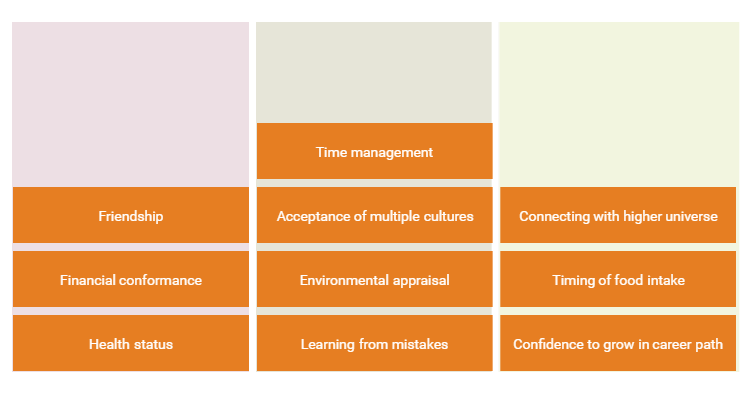 Time management
Friendship
Acceptance of multiple cultures
Connecting with higher universe
Financial conformance
Environmental appraisal
Timing of food intake
Health status
Learning from mistakes
Confidence to grow in career path